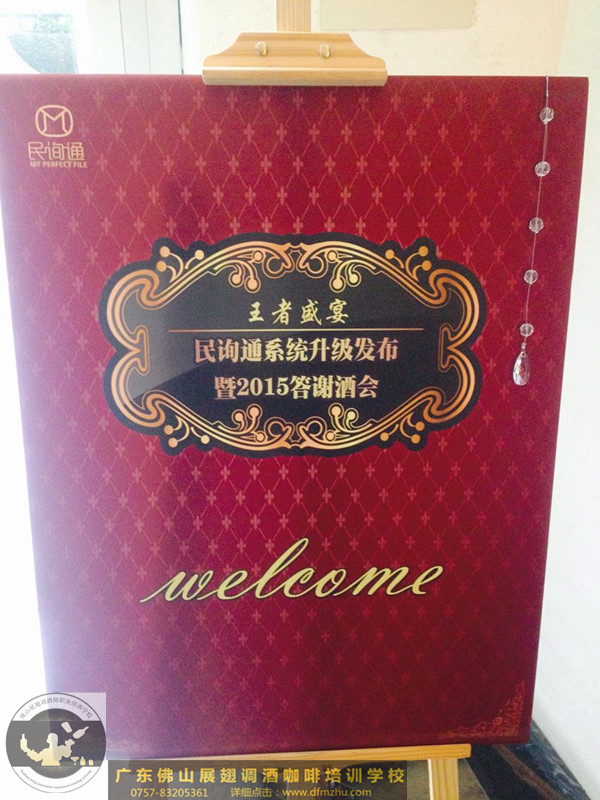 民询通
MY PERFECT FILE
王者盛宴
民询通系统升级发布
暨2015答谢酒会
welcome
广东佛山展翅调酒咖啡培训学校
0757-83205361 详细点击：www.dfmzhu.com